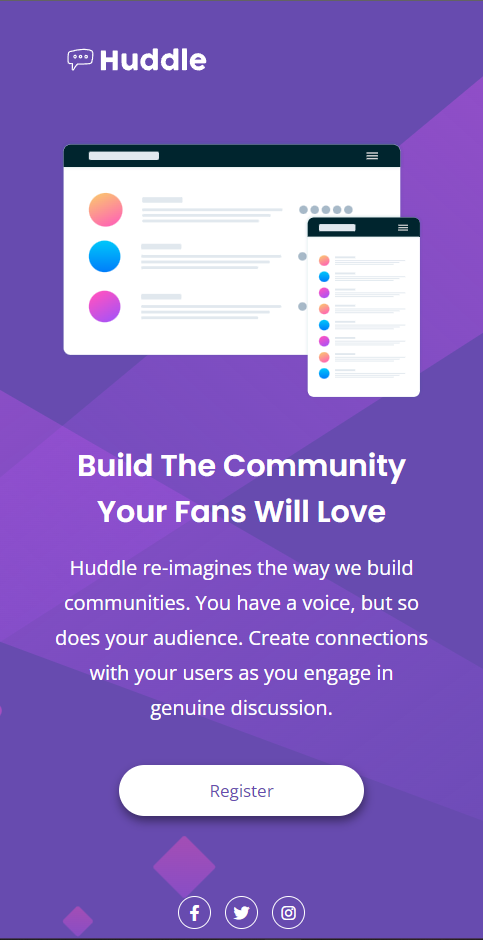 Huddle
Build The Community
Your Fans Will Love
Huddle re-imagines the way we build
communities. You have a voice, but so
does your audience. Create connections
with your users as you engage in
genuine discussion.
Register